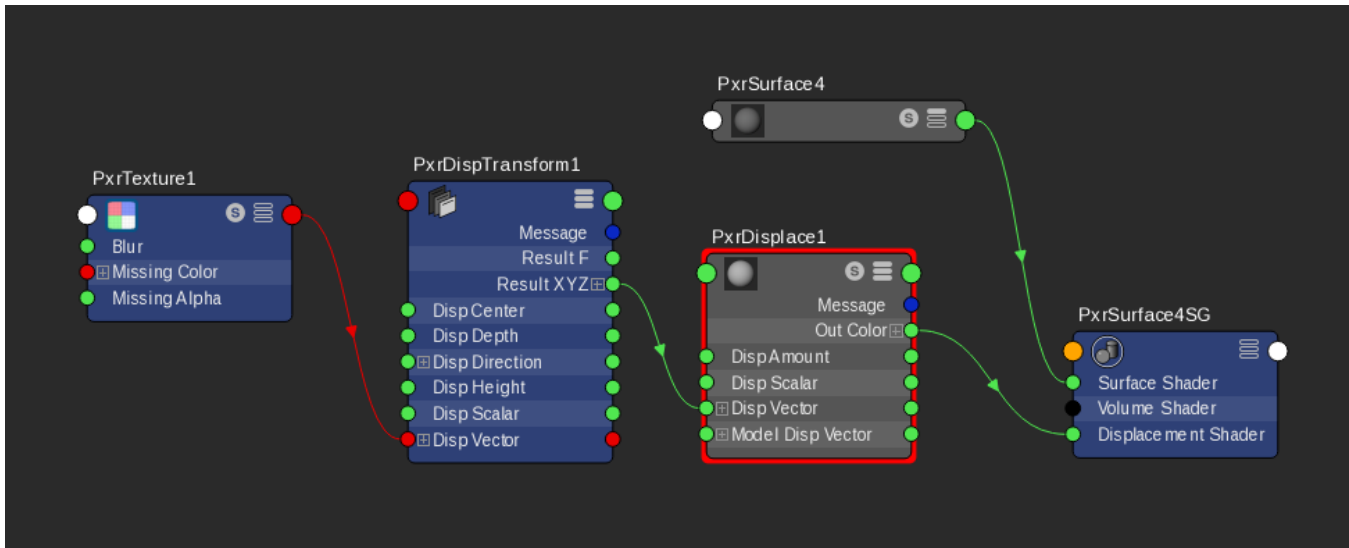 PxrTexture1
S
Blur
Missing Color
Missing Alpha
PxrDispTransform1
Message
Result F
Result XYZ
Disp Center
Disp Depth
Disp Direction
Disp Height
Disp Scalar
Disp Vector
PxrSurface4
S
PxrDisplace1
S
Message
Out Color
Disp Amount
Disp Scalar
Disp Vector
Model Disp Vector
PxrSurface4SG
Surface Shader
Volume Shader
Displacement Shader